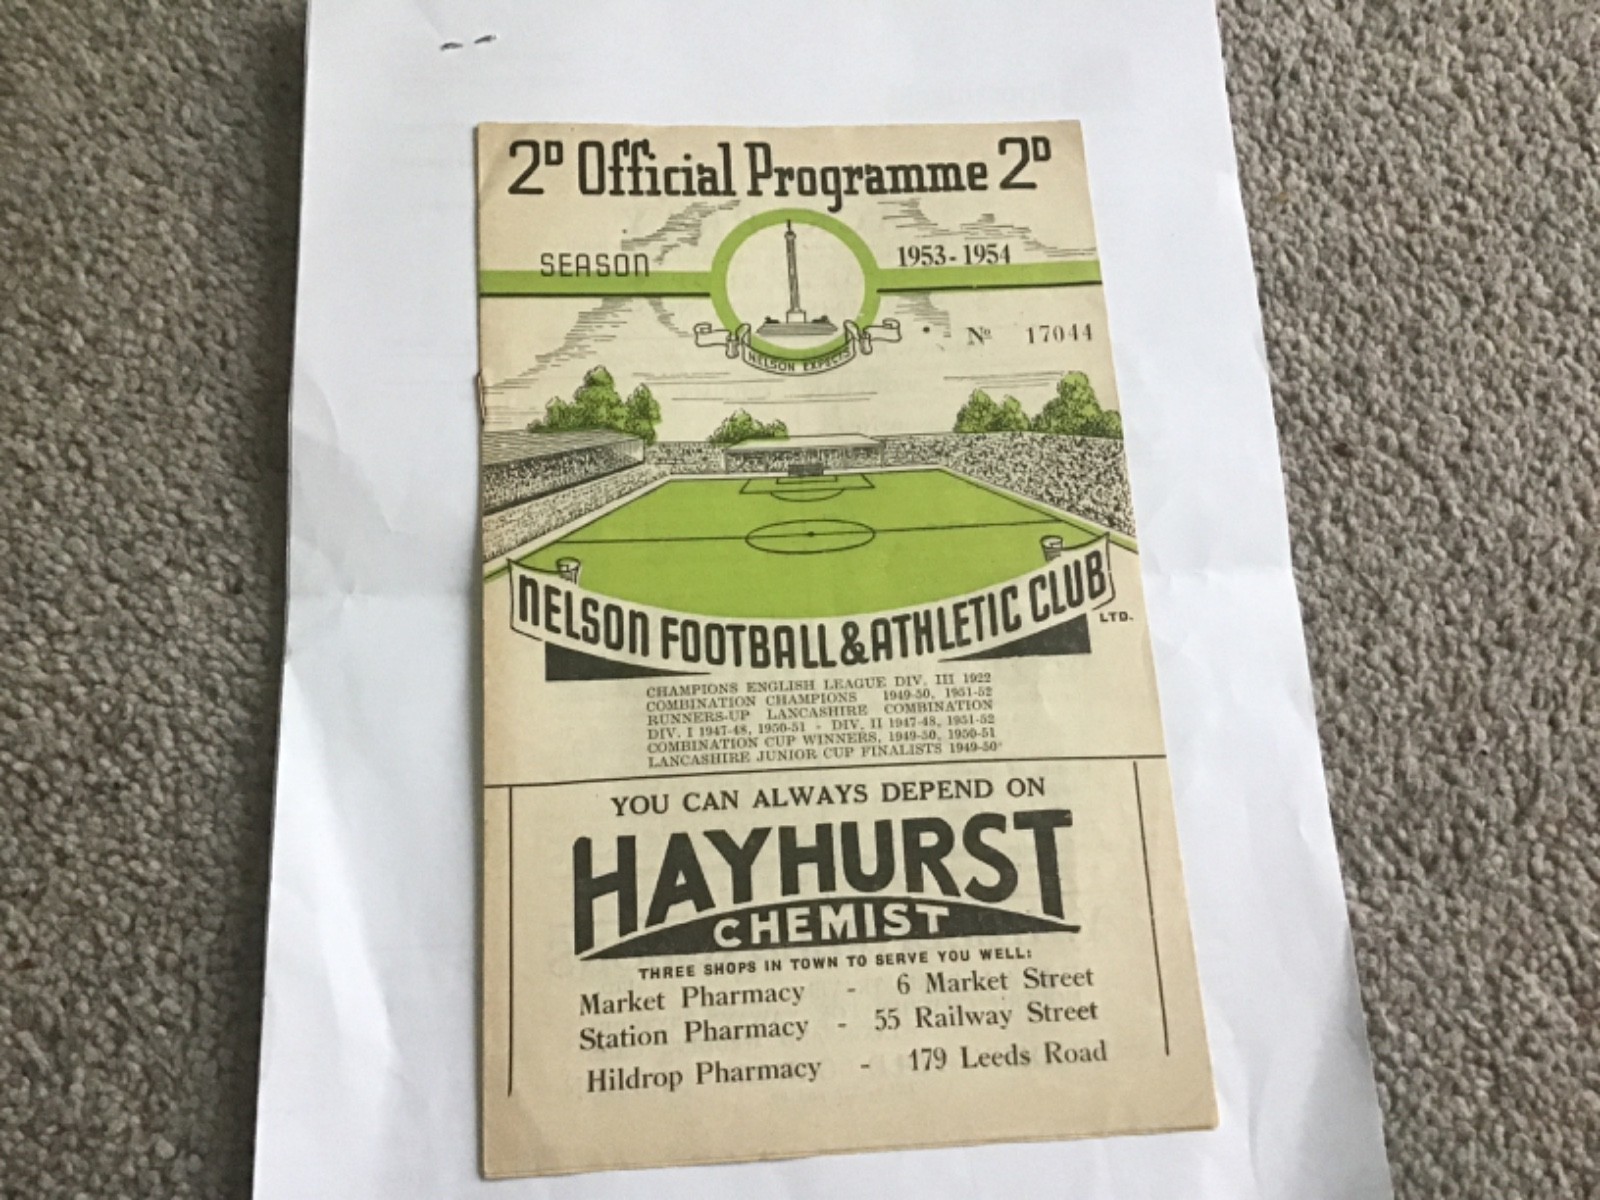 2D Official Programme 2D
SEASON 1953-1954
Nº 17044
NELSON EXPECTS
NELSON FOOTBALL & ATHLETIC CLUB LTD.
CHAMPIONS ENGLISH LEAGUE DIV. III 1922
COMBINATION CHAMPIONS 1949-50, 1951-52
RUNNERS-UP LANCASHIRE COMBINATION
DIV. I 1947-48, 1950-51 - DIV. II 1947-48, 1951-52
COMBINATION CUP WINNERS, 1949-50, 1950-51
LANCASHIRE JUNIOR CUP FINALISTS 1949-50
YOU CAN ALWAYS DEPEND ON
HAYHURST
CHEMIST
THREE SHOPS IN TOWN TO SERVE YOU WELL:
Market Pharmacy - 6 Market Street
Station Pharmacy - 55 Railway Street
Hildrop Pharmacy - 179 Leeds Road